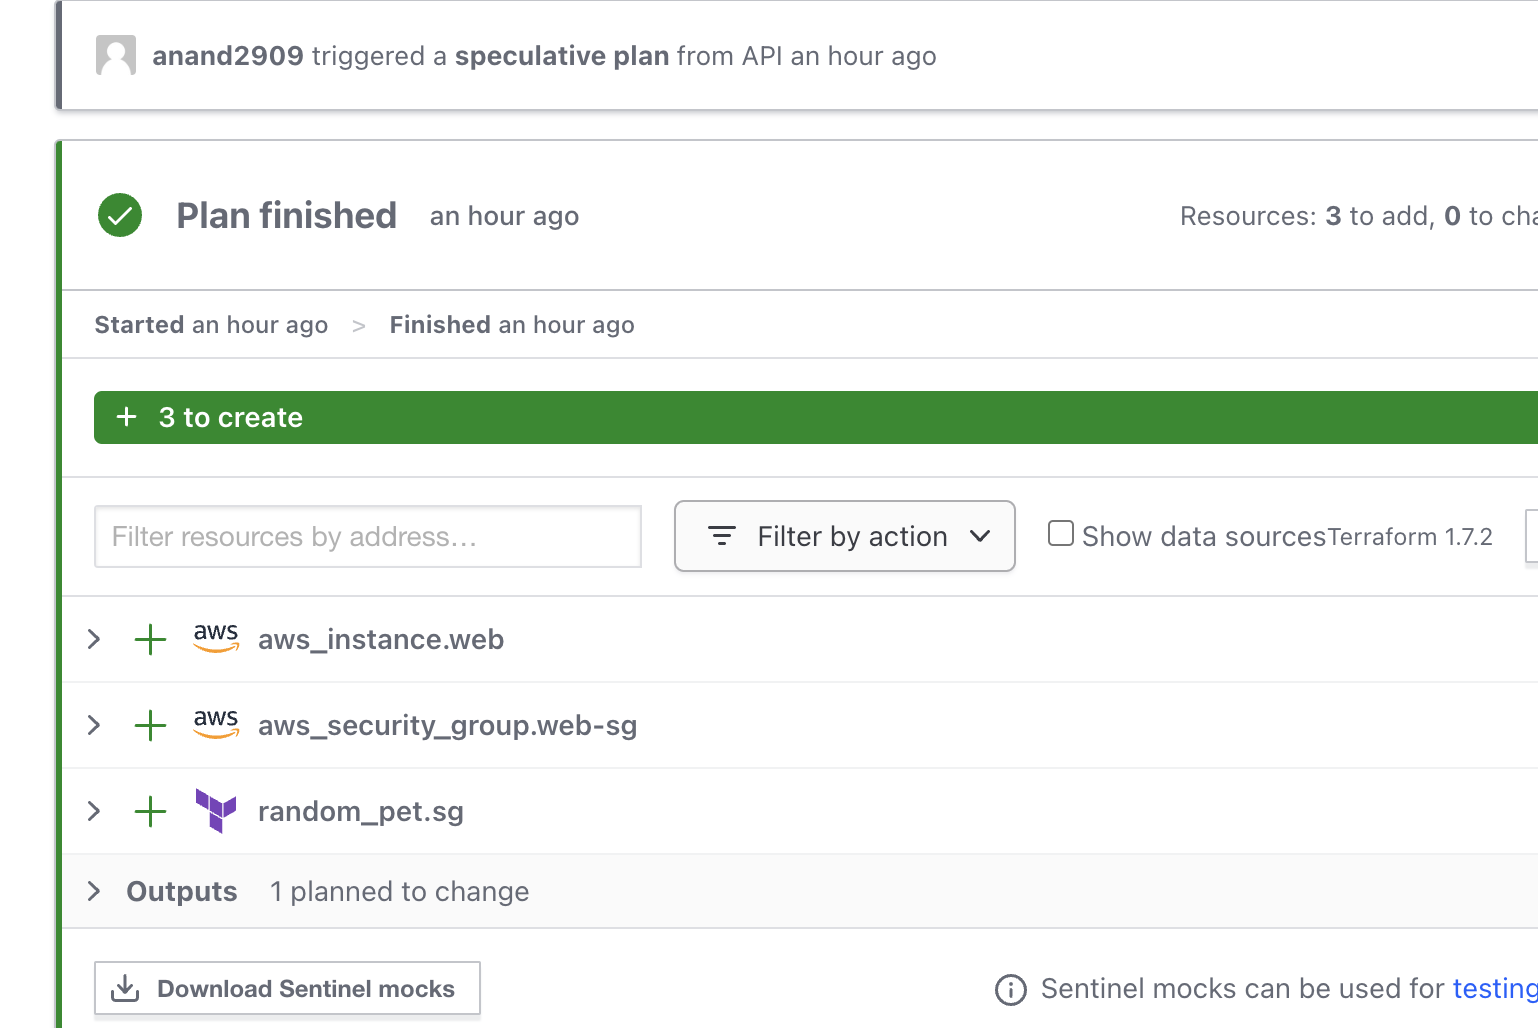 anand2909 triggered a speculative plan from API an hour ago
Plan finished an hour ago
Resources: 3 to add, 0 to cha
Started an hour ago > Finished an hour ago
+ 3 to create
Filter resources by address...
Filter by action
Show data sources
Terraform 1.7.2
aws aws_instance.web
aws aws_security_group.web-sg
random_pet.sg
Outputs 1 planned to change
Download Sentinel mocks
Sentinel mocks can be used for testing